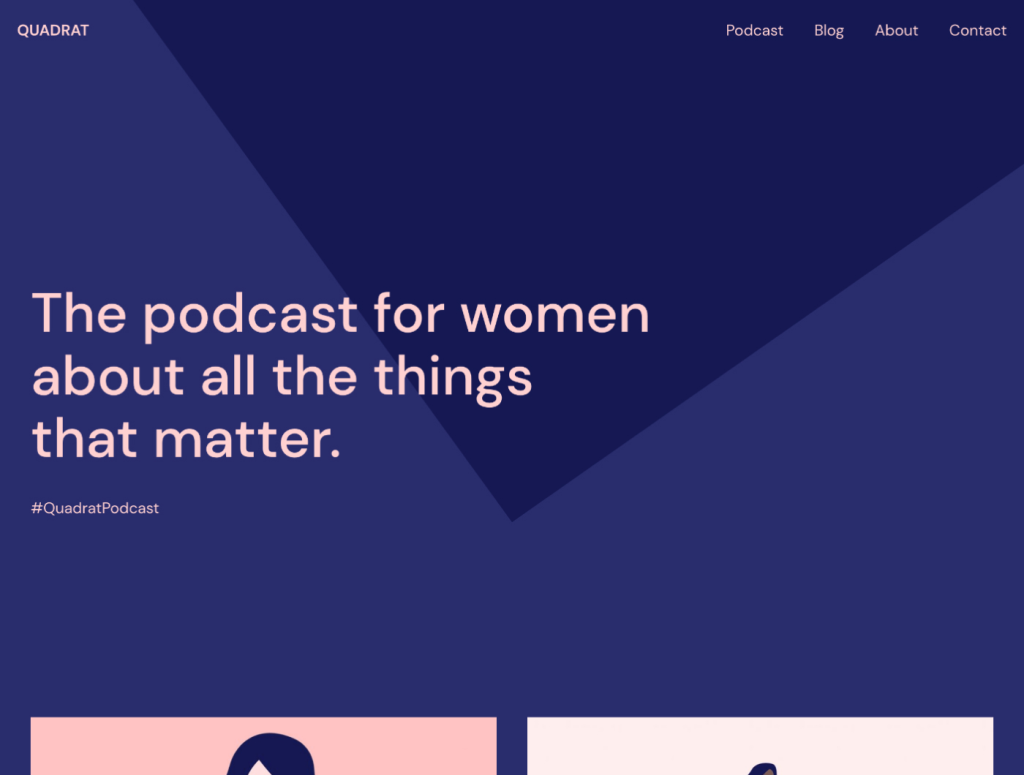 QUADRAT
Podcast Blog About Contact
The podcast for women
about all the things
that matter.
#QuadratPodcast